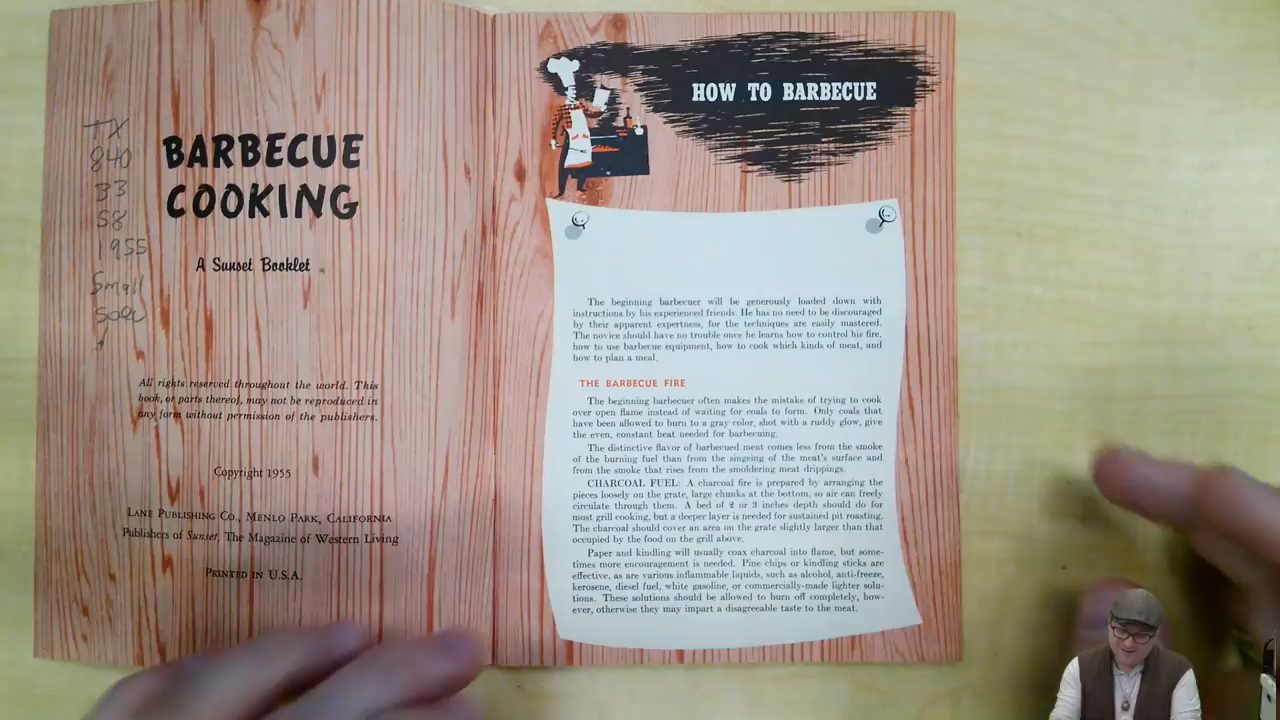 TX
840
B3
S8
1955
Small
BARBECUE
COOKING
A Sunset Booklet
All rights reserved throughout the world. This
book, or parts thereof, may not be reproduced in
any form without permission of the publishers.
Copyright 1955
LANE PUBLISHING CO., MENLO PARK, CALIFORNIA
Publishers of Sunset, The Magazine of Western Living
PRINTED IN U.S.A.
HOW TO BARBECUE
The beginning barbecuer will be generously loaded down with
instructions by his experienced friends. He has no need to be discouraged
by their apparent expertness, for the techniques are easily mastered.
The novice should have no trouble once he learns how to control his fire,
how to use barbecue equipment, how to cook which kinds of meat, and
how to plan a meal.
THE BARBECUE FIRE
The beginning barbecuer often makes the mistake of trying to cook
over open flame instead of waiting for coals to form. Only coals that
have been allowed to burn to a gray color, shot with a ruddy glow, give
the even, constant heat needed for barbecuing.
The distinctive flavor of barbecued meat comes less from the smoke
of the burning fuel than from the singeing of the meat's surface and
from the smoke that rises from the smoldering meat drippings.
CHARCOAL FUEL: A charcoal fire is prepared by arranging the
pieces loosely on the grate, large chunks at the bottom, so air can freely
circulate through them. A bed of 2 or 3 inches depth should do for
most grill cooking, but a deeper layer is needed for sustained pit roasting.
The charcoal should cover an area on the grate slightly larger than that
occupied by the food on the grill above.
Paper and kindling will usually coax charcoal into flame, but some-
times more encouragement is needed. Pine chips or kindling sticks are
effective, as are various inflammable liquids, such as alcohol, anti-freeze,
kerosene, diesel fuel, white gasoline, or commercially-made lighter solu-
tions. These solutions should be allowed to burn off completely, how-
ever, otherwise they may impart a disagreeable taste to the meat.